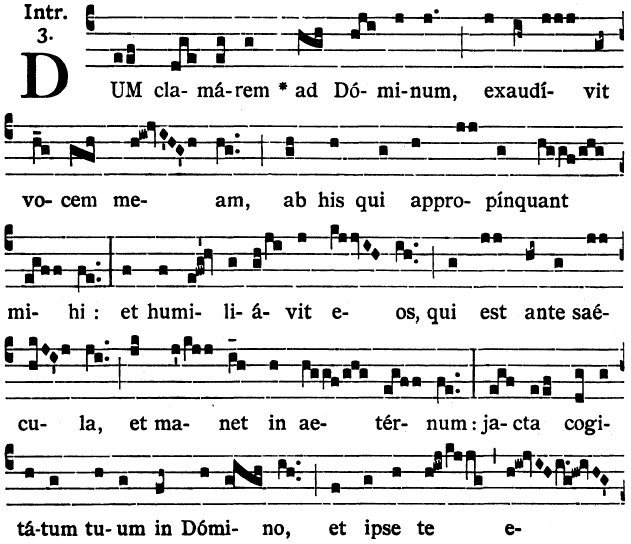 Intr.
3.
DUM cla- má-rem * ad Dó- mi-num, exaudí- vit
vo- cem me- am, ab his qui appro- pínquant
mi- hi : et humi- li- á- vit e- os, qui est ante saé-
cu- la, et ma- net in ae- tér- num : ja- cta cogi-
tá-tum tu- um in Dómi- no, et ipse te e-